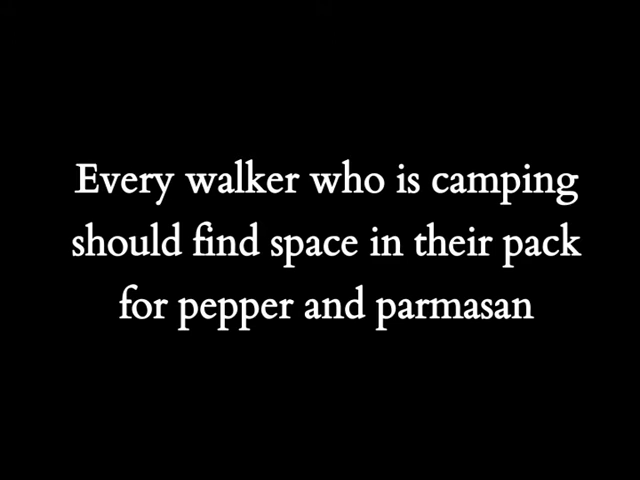 Every walker who is camping
should find space in their pack
for pepper and parmasan